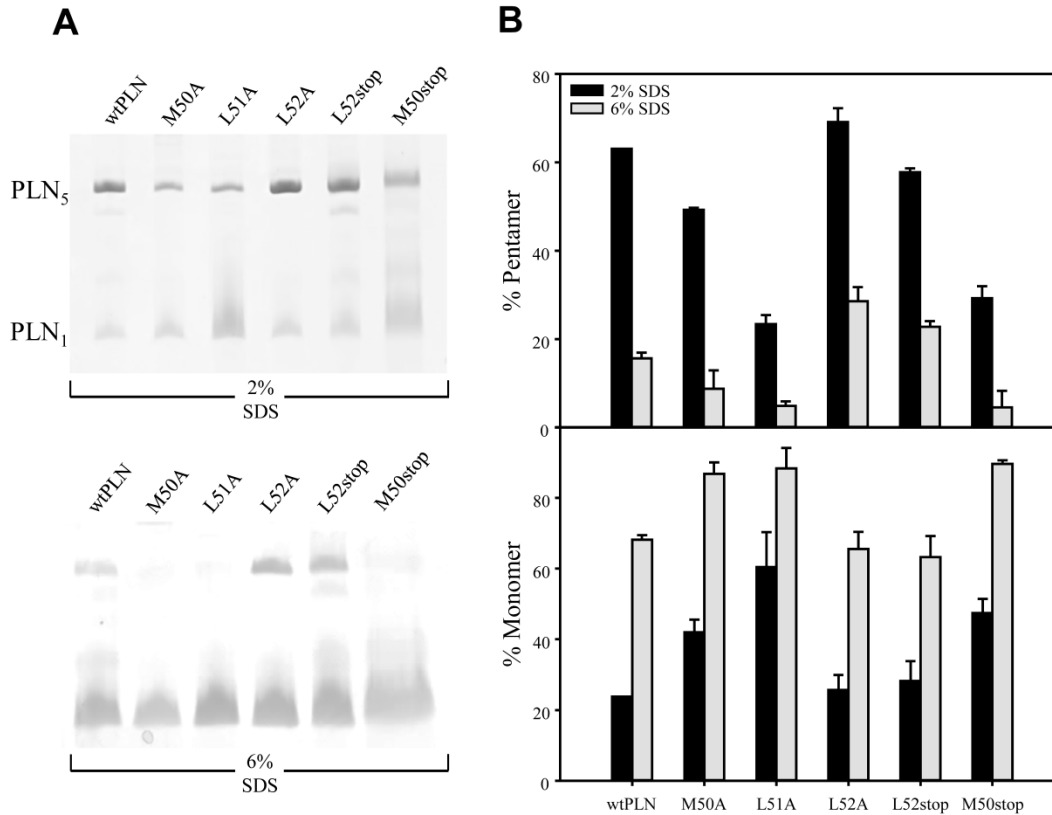 A
wtPLN M50A L51A L52A L52stop M50stop
PLN5
PLN1
2%
SDS
wtPLN M50A L51A L52A L52stop M50stop
6%
SDS
B
80
2% SDS
6% SDS
60
40
20
0
% Pentamer
80
60
40
20
0
% Monomer
wtPLN M50A L51A L52A L52stop M50stop